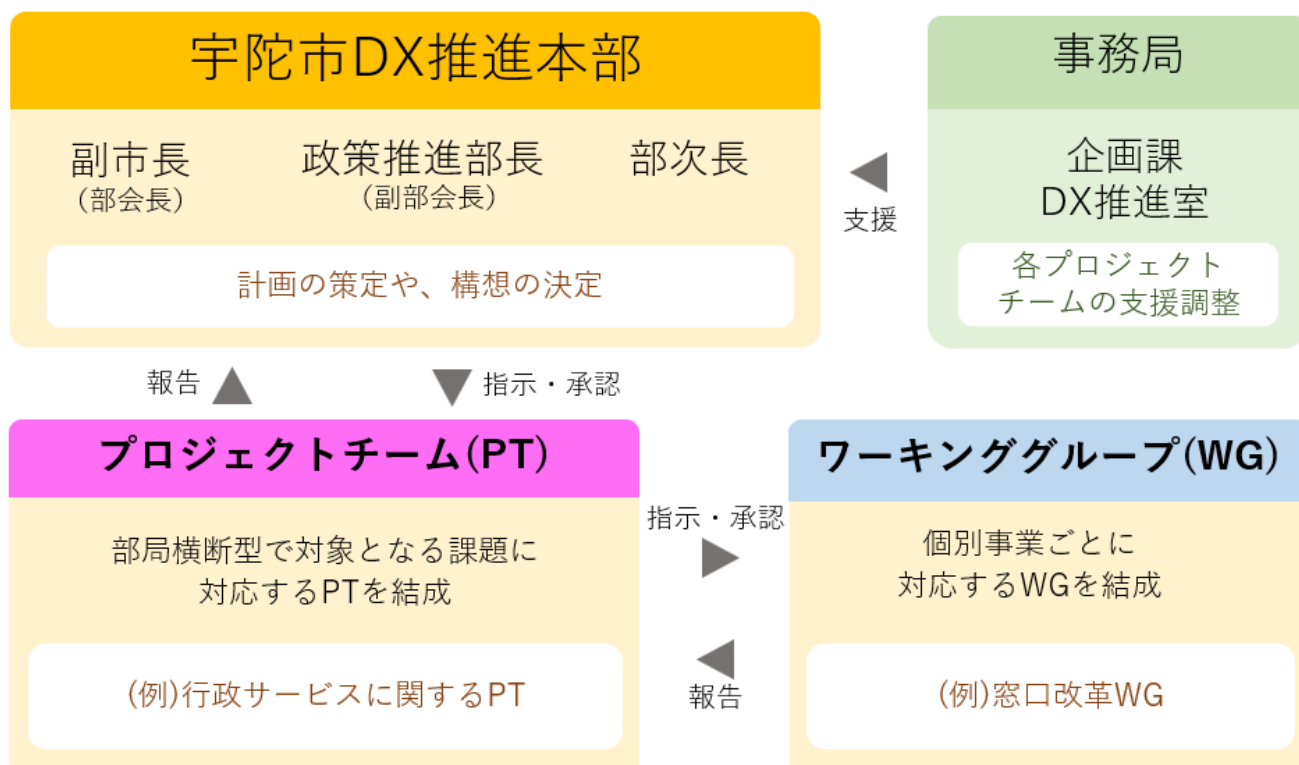 宇陀市DX推進本部
副市長
(部会長)
政策推進部長
(副部会長)
部次長
計画の策定や、構想の決定
支援
事務局
企画課
DX推進室
各プロジェクト
チームの支援調整
報告
指示・承認
プロジェクトチーム(PT)
部局横断型で対象となる課題に
対応するPTを結成
(例)行政サービスに関するPT
指示・承認
報告
ワーキンググループ(WG)
個別事業ごとに
対応するWGを結成
(例)窓口改革WG